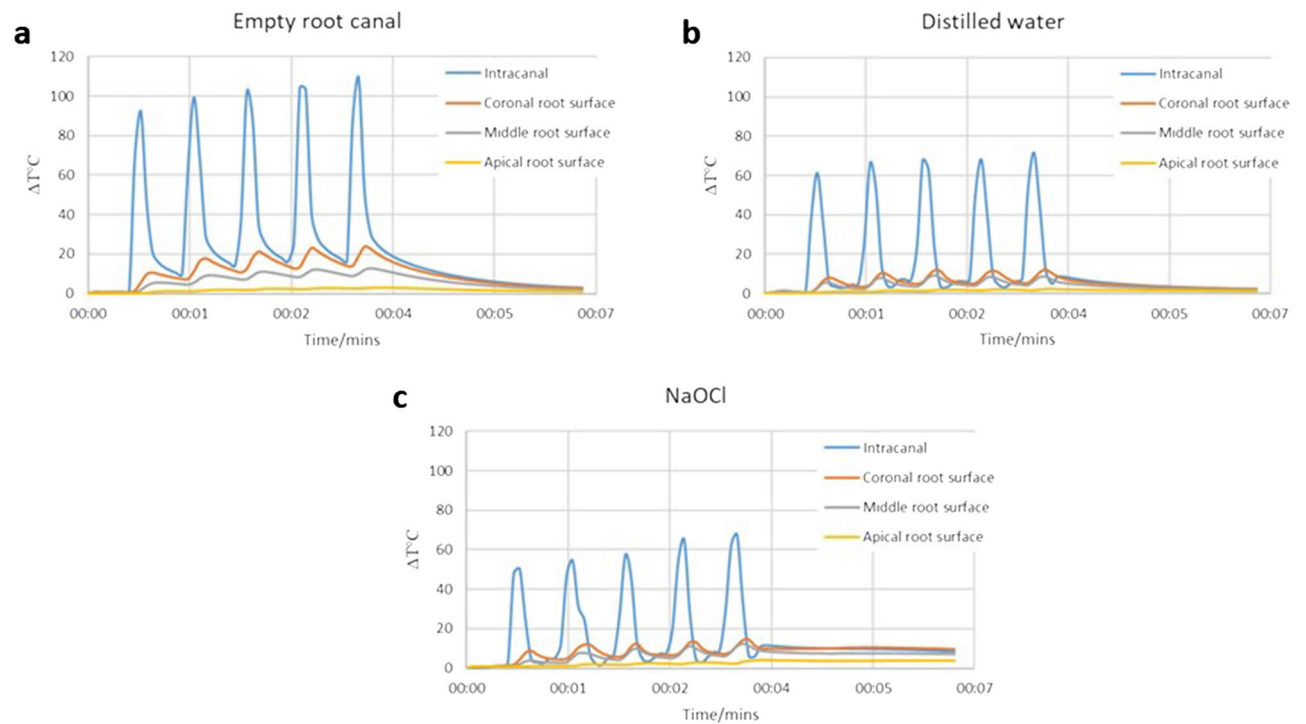 a
Empty root canal
120
100
80
60
40
20
0
ΔT°C
Intracanal
Coronal root surface
Middle root surface
Apical root surface
00:00 00:01 00:02 00:04 00:05 00:07
Time/mins
b
Distilled water
120
100
80
60
40
20
0
ΔT°C
Intracanal
Coronal root surface
Middle root surface
Apical root surface
00:00 00:01 00:02 00:04 00:05 00:07
Time/mins
c
NaOCl
120
100
80
60
40
20
0
ΔT°C
Intracanal
Coronal root surface
Middle root surface
Apical root surface
00:00 00:01 00:02 00:04 00:05 00:07
Time/mins